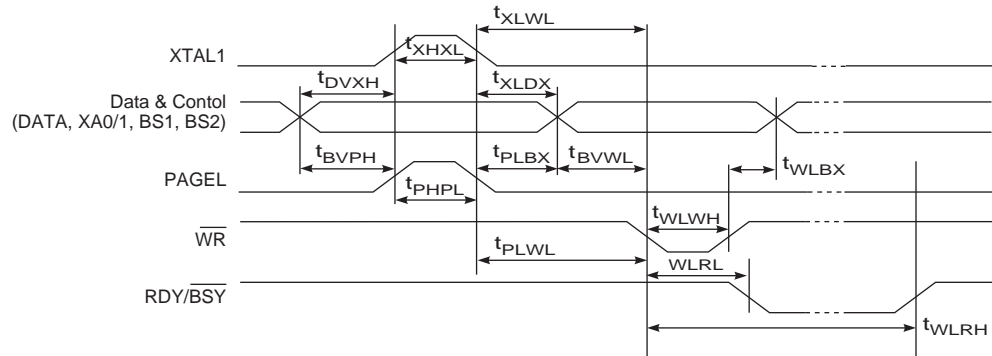 tXLWL
XTAL1
tXHXL
tDVXH
tXLDX
Data & Contol
(DATA, XA0/1, BS1, BS2)
tBVPH
tPLBX
tBVWL
tWLBX
PAGEL
tPHPL
tWLWH
WR
tPLWL
WLRL
RDY/BSY
tWLRH